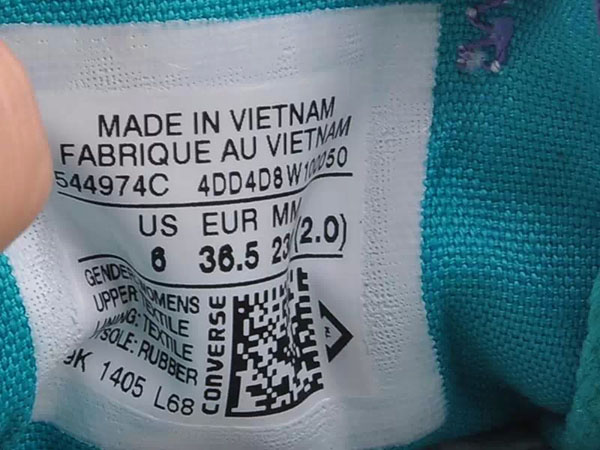 MADE IN VIETNAM
FABRIQUE AU VIETNAM
544974C 4DD4D8
US EUR
6 36.5 (2.0)
WOMENS
UPPER
TEXTILE
SOLE: RUBBER
1405 L68
CONVERSE